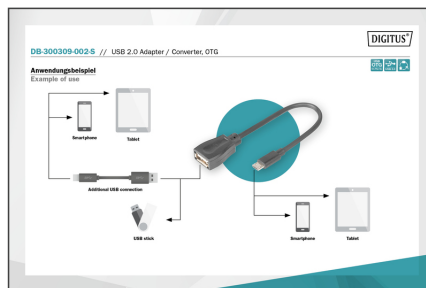 DIGITUS®
DB-300309-002-S // USB 2.0 Adapter / Converter, OTG
Anwendungsbeispiel
Example of use
OTG
Smartphone
Tablet
Additional USB connection
USB stick
Smartphone
Tablet